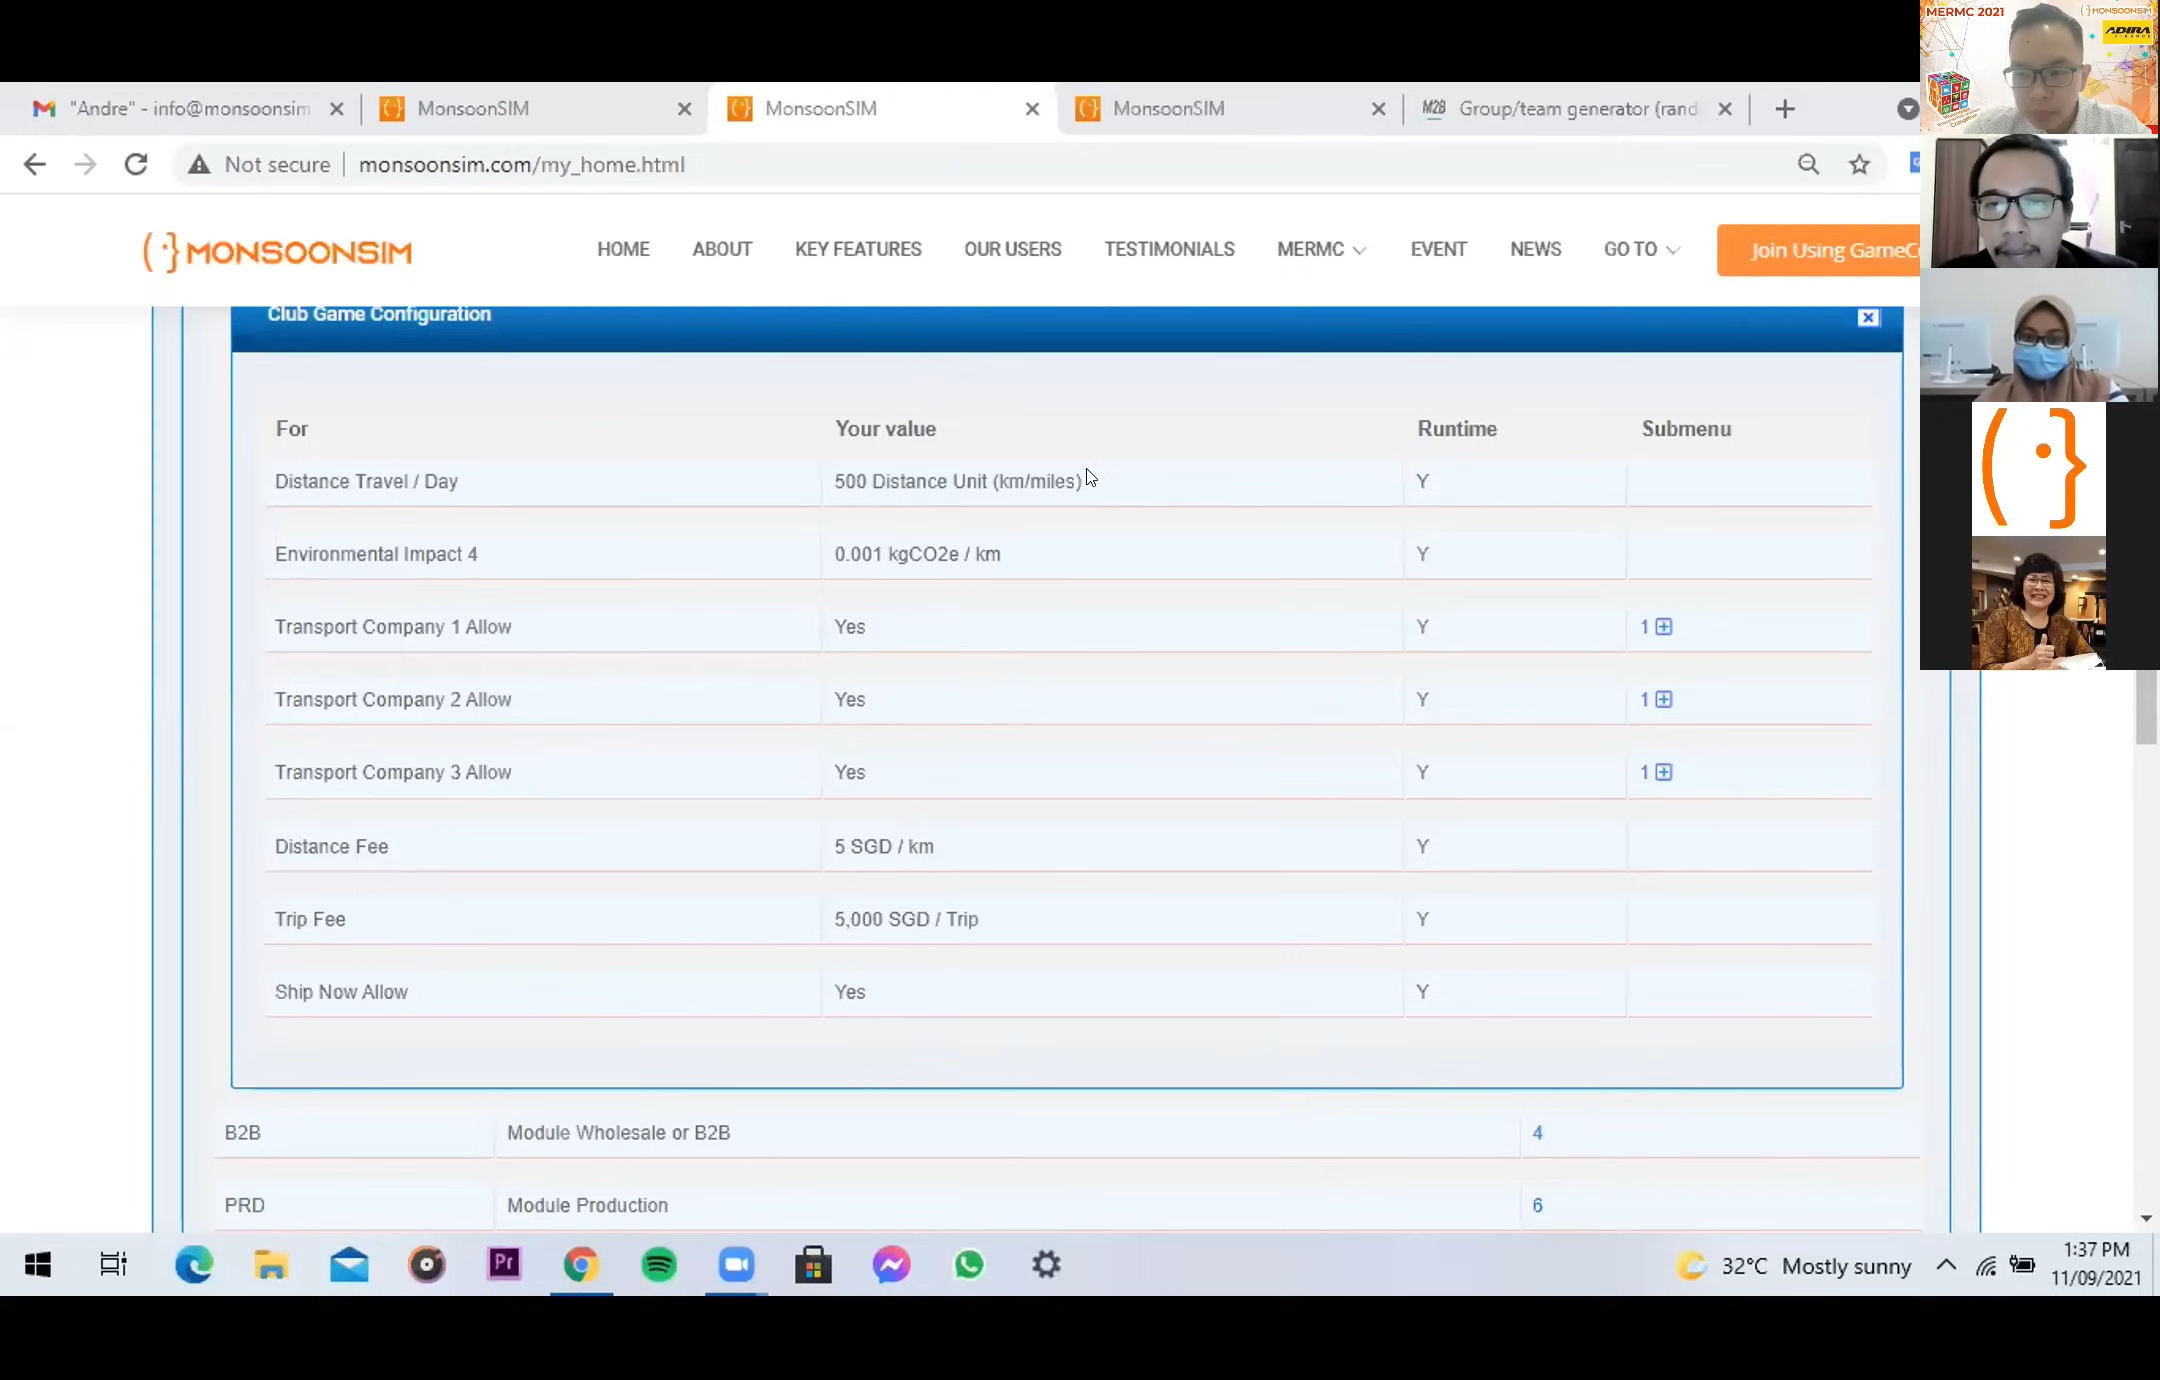 MERMC 2021
MONSOONSIM
ADIRA
FINANCE
"Andre" - info@monsoonsim
MonsoonSIM
MonsoonSIM
MonsoonSIM
M2B
Group/team generator (rand
Not secure
monsoonsim.com/my_home.html
MONSOONSIM
HOME
ABOUT
KEY FEATURES
OUR USERS
TESTIMONIALS
MERMC
EVENT
NEWS
GO TO
Join Using GameC
Club Game Configuration
For Your value Runtime Submenu
Distance Travel / Day 500 Distance Unit (km/miles) Y
Environmental Impact 4 0.001 kgCO2e / km Y
Transport Company 1 Allow Yes Y 1
Transport Company 2 Allow Yes Y 1
Transport Company 3 Allow Yes Y 1
Distance Fee 5 SGD / km Y
Trip Fee 5,000 SGD / Trip Y
Ship Now Allow Yes Y
B2B Module Wholesale or B2B 4
PRD Module Production 6
Pr
32°C Mostly sunny
1:37 PM
11/09/2021